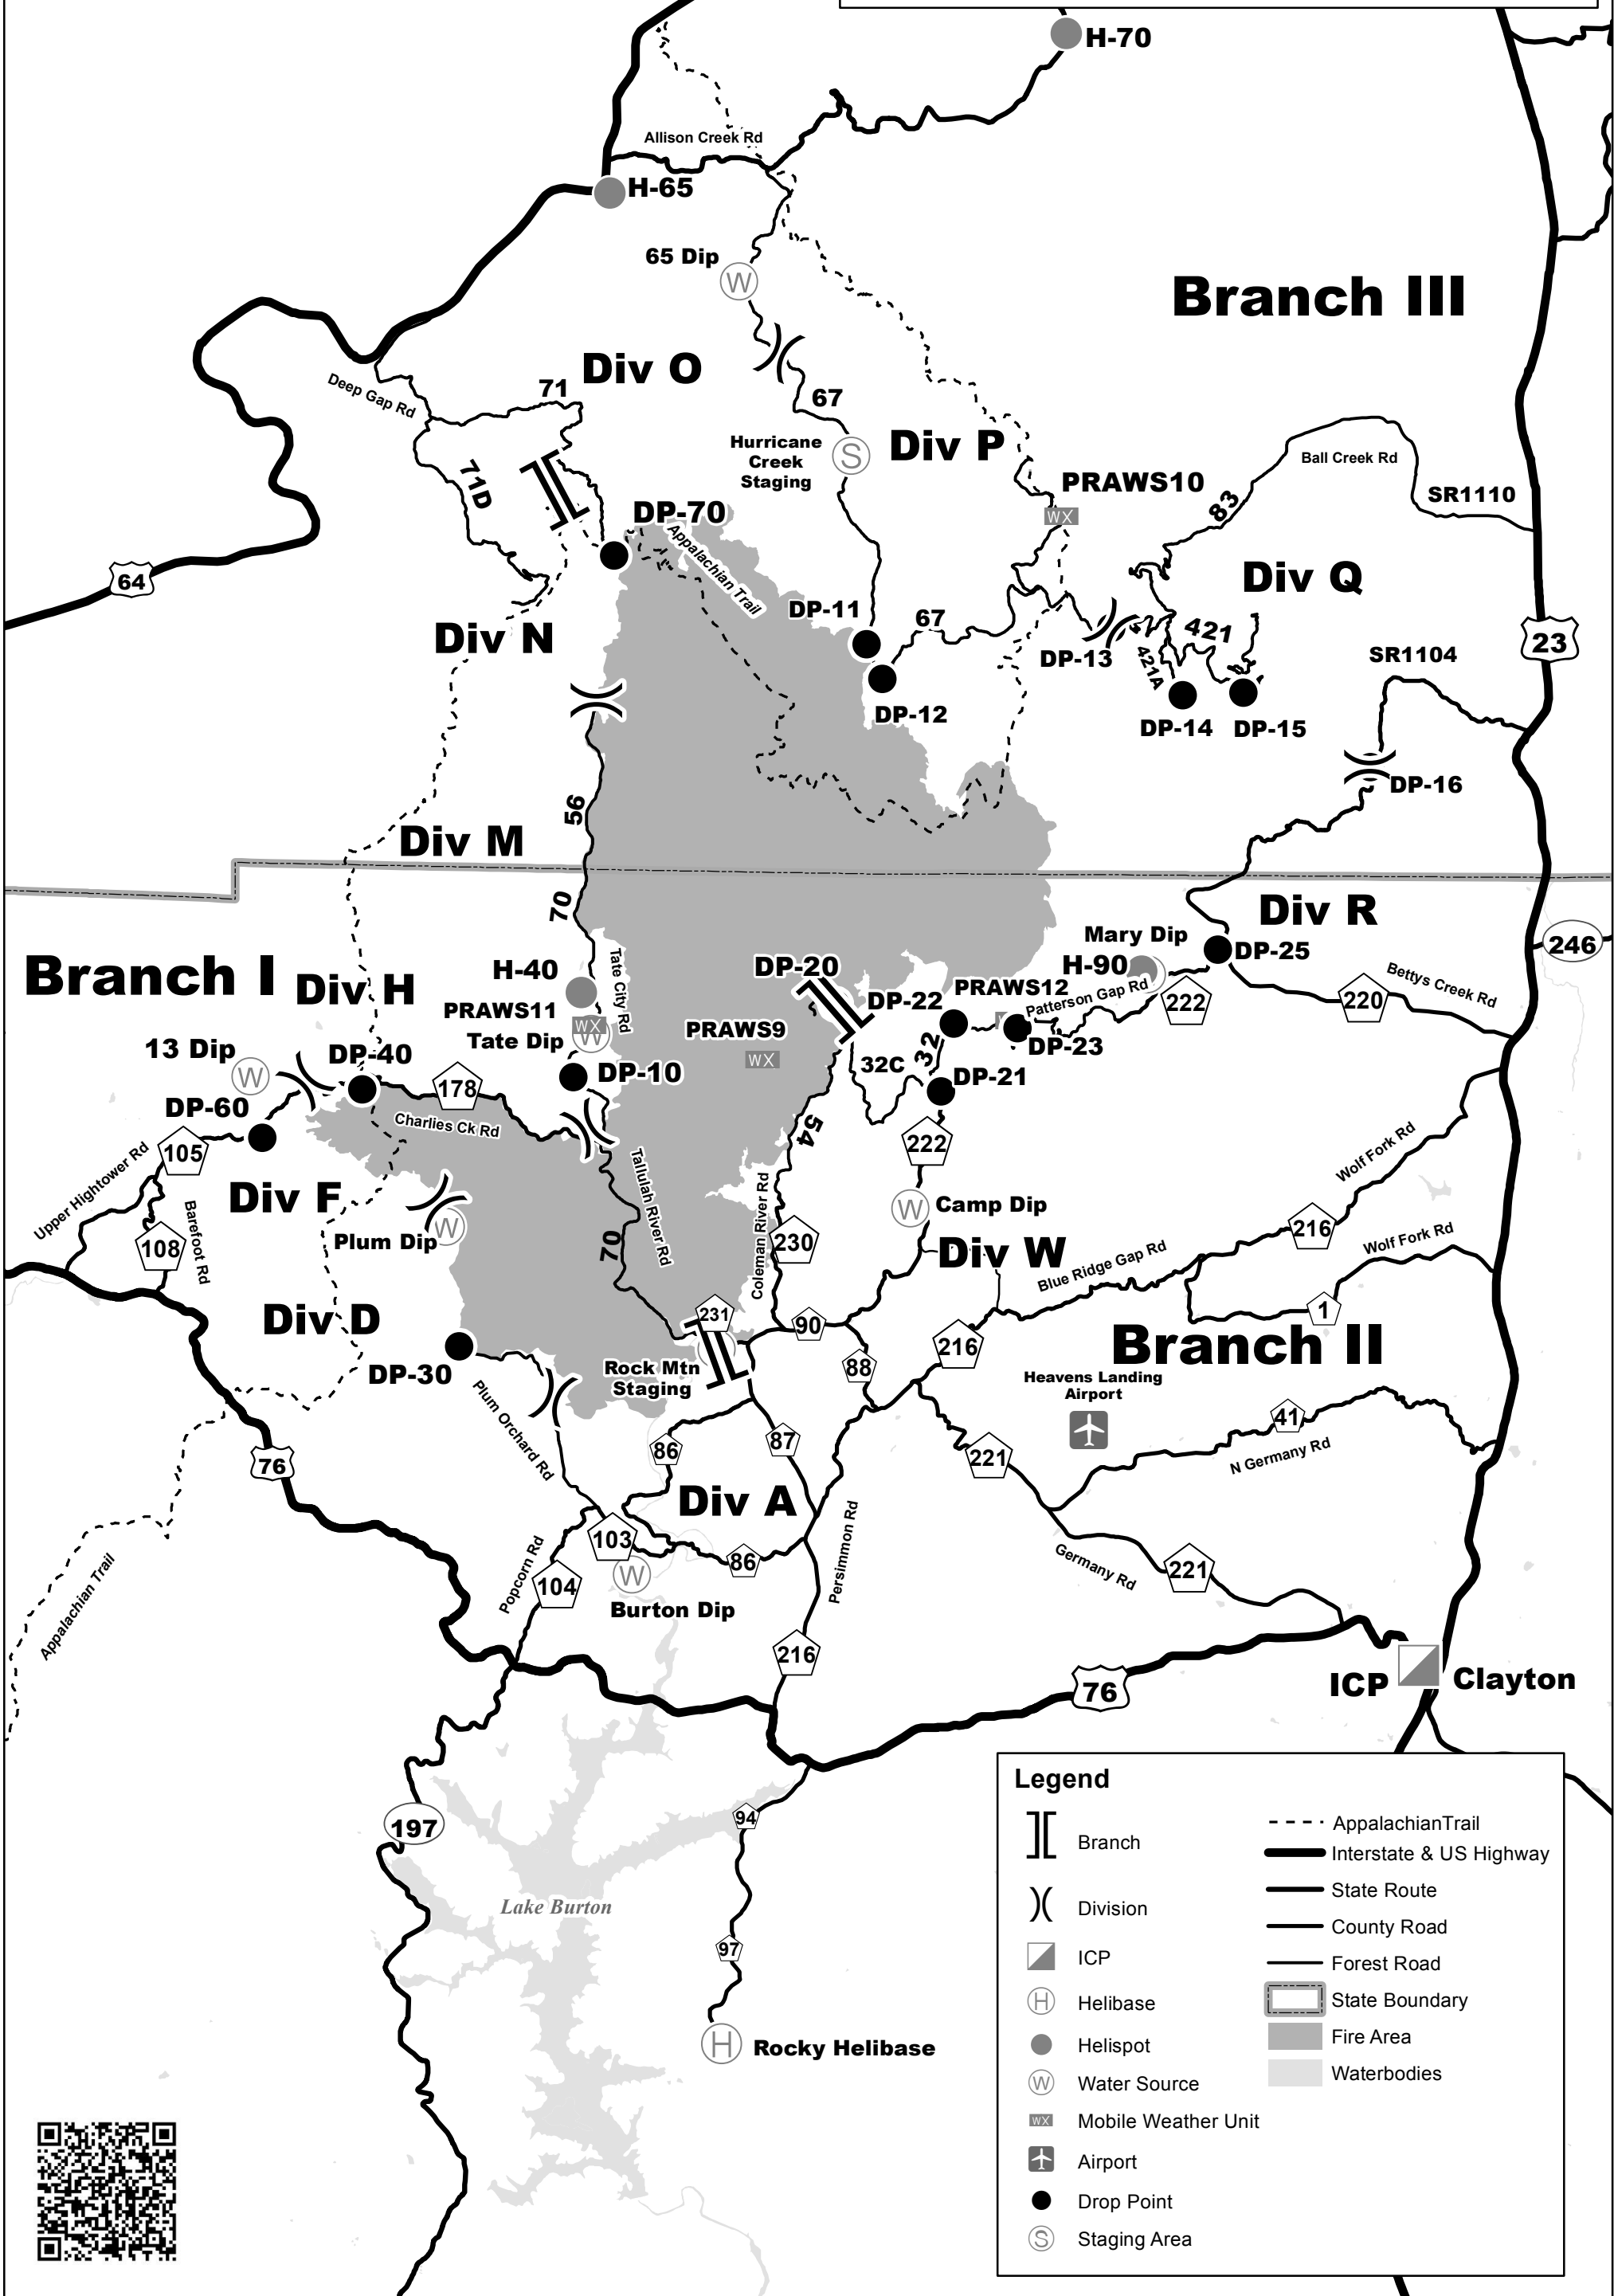 H-70
Allison Creek Rd
H-65
65 Dip
W
Branch III
Div O
Deep Gap Rd
71
67
Hurricane
Creek
Staging
S
Div P
Ball Creek Rd
SR1110
71D
PRAWS10
WX
83
DP-70
Appalachian Trail
64
Div Q
DP-11
67
Div N
DP-13
421
421A
23
SR1104
DP-12
DP-14
DP-15
DP-16
56
Div M
70
Div R
Mary Dip
246
Branch I
Div H
H-40
Tate City Rd
DP-20
H-90
DP-25
Bettys Creek Rd
PRAWS11
WX
Tate Dip
W
PRAWS9
WX
DP-22
PRAWS12
Patterson Gap Rd
222
220
DP-23
13 Dip
W
DP-40
178
DP-10
32C
32
DP-21
DP-60
Charlies Ck Rd
105
54
222
Upper Hightower Rd
Wolf Fork Rd
Div F
Barefoot Rd
Tallulah River Rd
Coleman River Rd
W
Camp Dip
108
Plum Dip
W
70
230
Div W
Blue Ridge Gap Rd
216
Wolf Fork Rd
Div D
231
90
1
216
Branch II
DP-30
Rock Mtn
Staging
88
Heavens Landing
Airport
Plum Orchard Rd
86
87
41
221
N Germany Rd
76
Div A
103
86
Persimmon Rd
Germany Rd
221
Popcorn Rd
104
W
Burton Dip
Appalachian Trail
216
ICP
Clayton
76
197
94
Lake Burton
97
H
Rocky Helibase
Legend
Branch
Division
ICP
H
Helibase
Helispot
W
Water Source
WX
Mobile Weather Unit
Airport
Drop Point
S
Staging Area
AppalachianTrail
Interstate & US Highway
State Route
County Road
Forest Road
State Boundary
Fire Area
Waterbodies